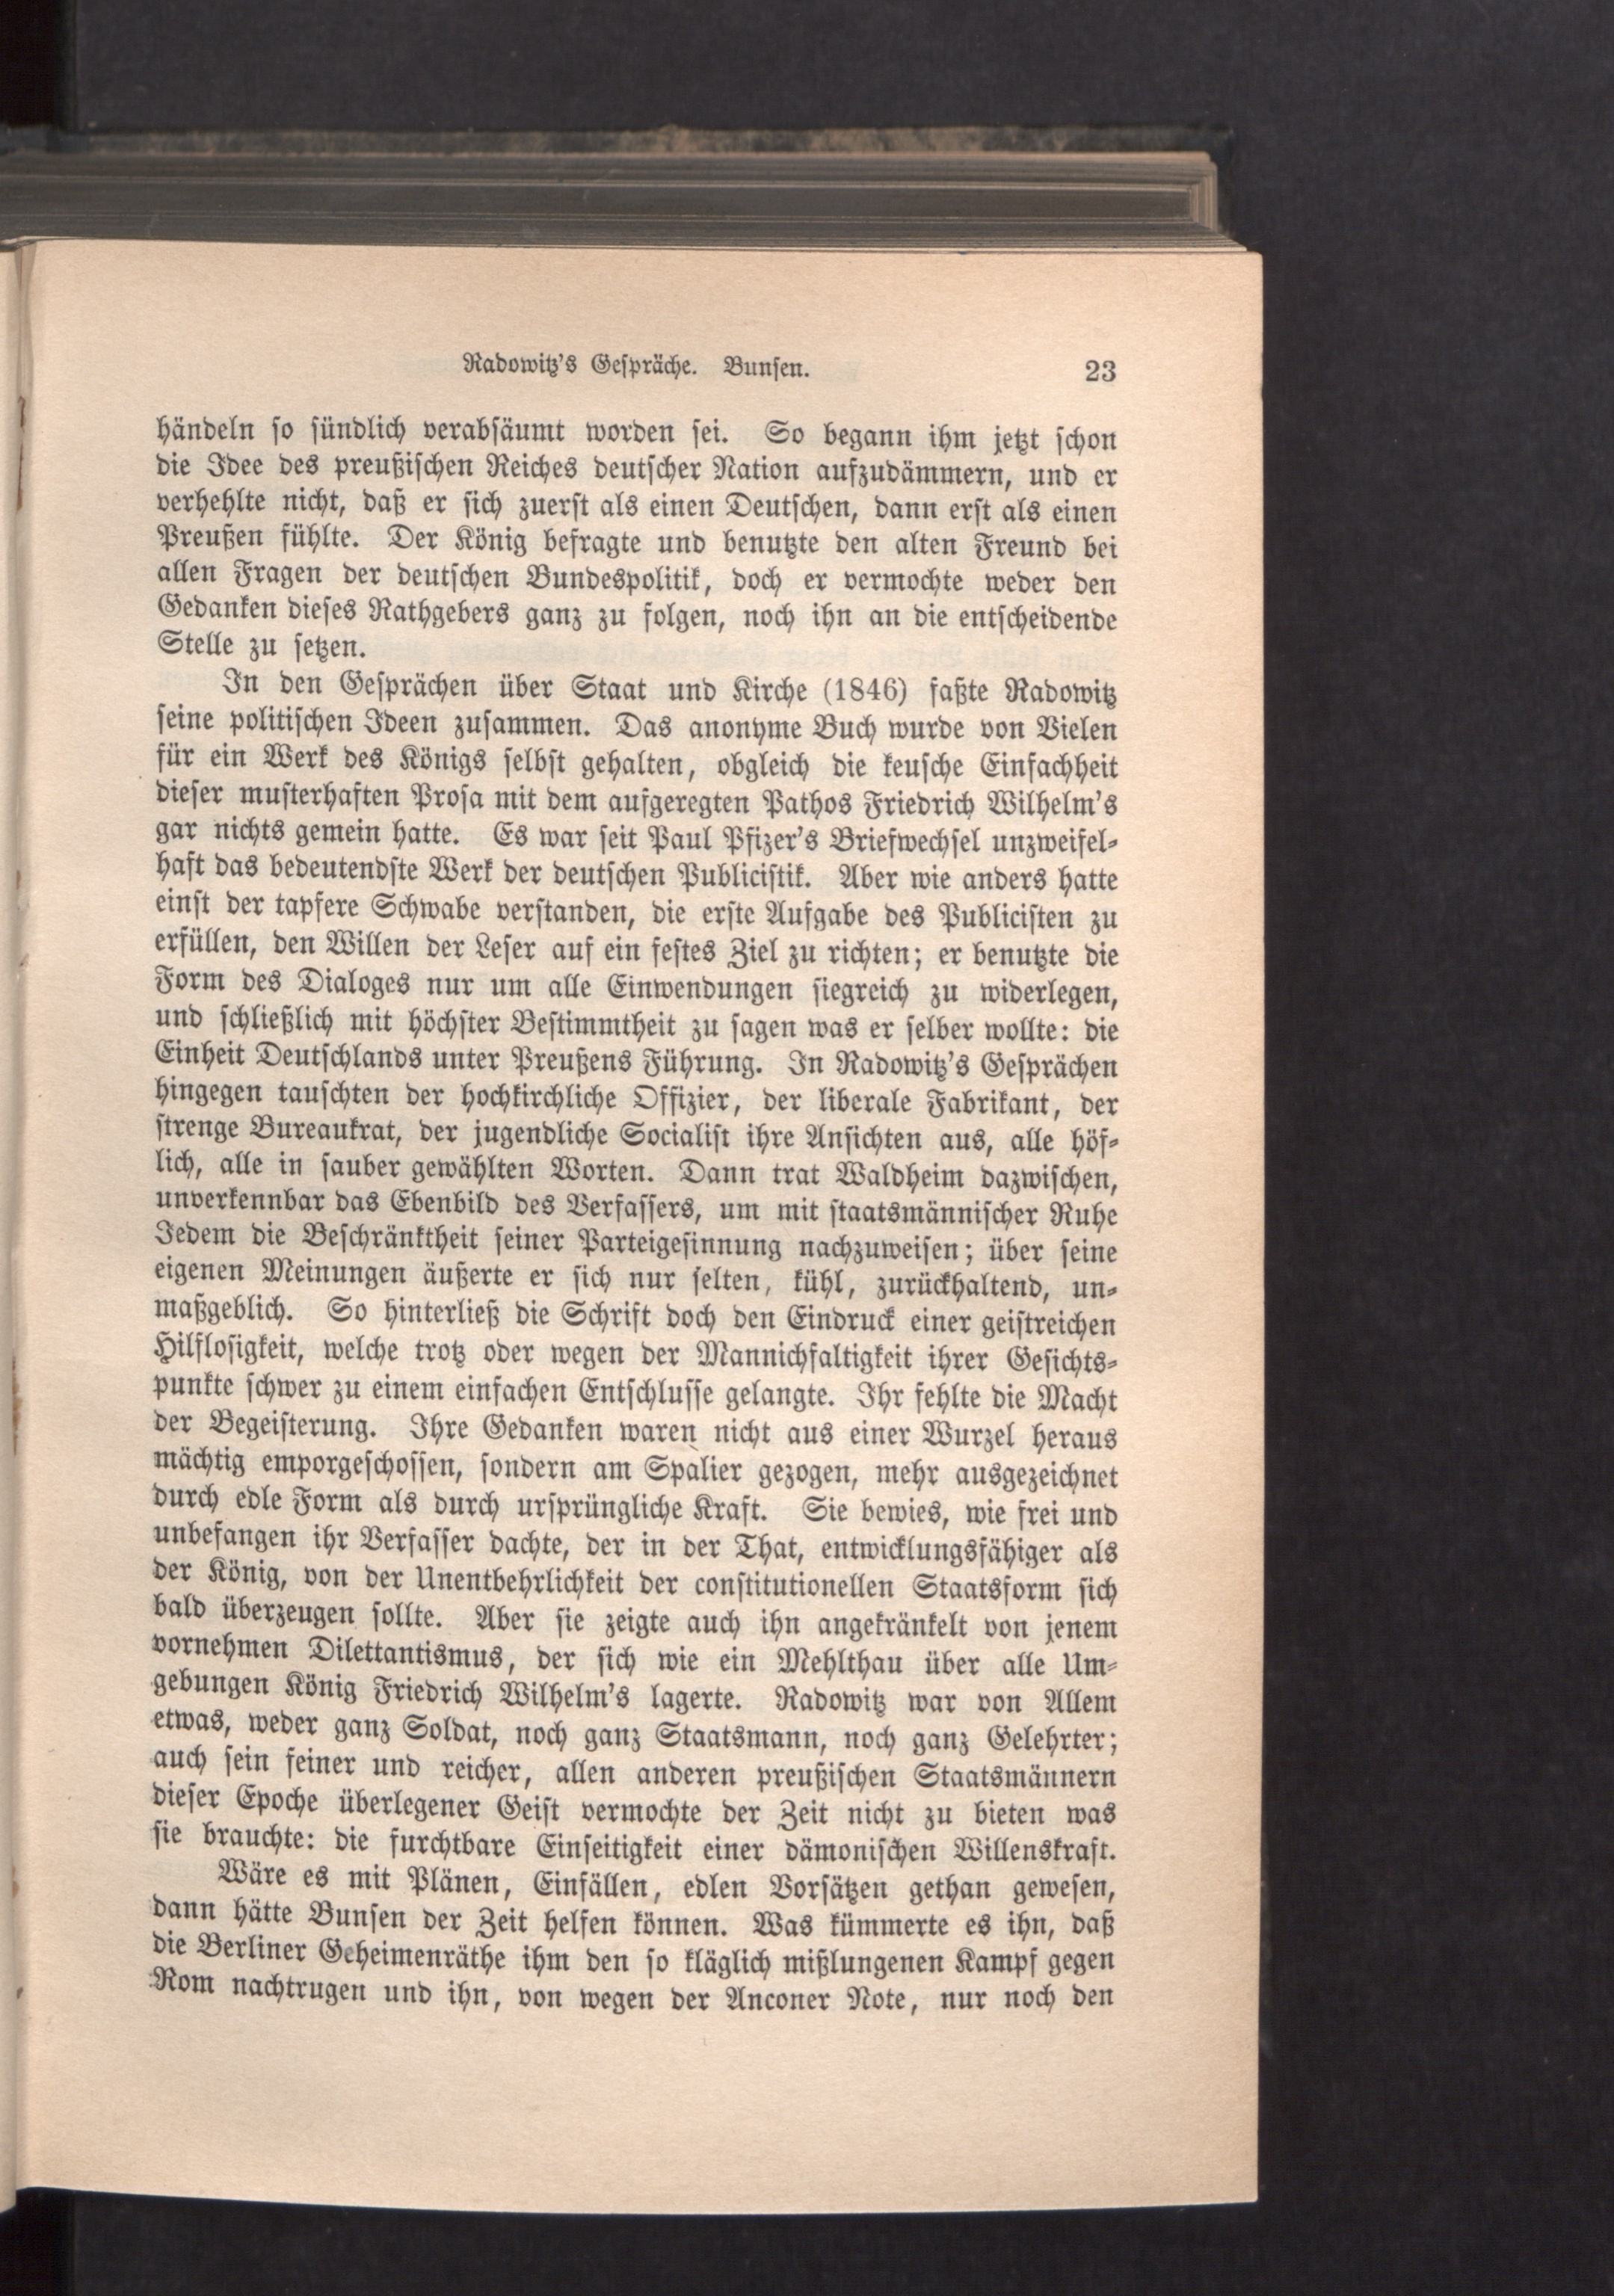 Radowitz's Gespräche. Bunsen. 23
händeln so sündlich verabsäumt worden sei. So begann ihm jetzt schon
die Idee des preußischen Reiches deutscher Nation aufzudämmern, und er
verhehlte nicht, daß er sich zuerst als einen Deutschen, dann erst als einen
Preußen fühlte. Der König befragte und benutzte den alten Freund bei
allen Fragen der deutschen Bundespolitik, doch er vermochte weder den
Gedanken dieses Rathgebers ganz zu folgen, noch ihn an die entscheidende
Stelle zu setzen.
In den Gesprächen über Staat und Kirche (1846) faßte Radowitz
seine politischen Ideen zusammen. Das anonyme Buch wurde von Vielen
für ein Werk des Königs selbst gehalten, obgleich die keusche Einfachheit
dieser musterhaften Prosa mit dem aufgeregten Pathos Friedrich Wilhelm's
gar nichts gemein hatte. Es war seit Paul Pfizer's Briefwechsel unzweifel-
haft das bedeutendste Werk der deutschen Publicistik. Aber wie anders hatte
einst der tapfere Schwabe verstanden, die erste Aufgabe des Publicisten zu
erfüllen, den Willen der Leser auf ein festes Ziel zu richten; er benutzte die
Form des Dialoges nur um alle Einwendungen siegreich zu widerlegen,
und schließlich mit höchster Bestimmtheit zu sagen was er selber wollte: die
Einheit Deutschlands unter Preußens Führung. In Radowitz's Gesprächen
hingegen tauschten der hochkirchliche Offizier, der liberale Fabrikant, der
strenge Bureaukrat, der jugendliche Socialist ihre Ansichten aus, alle höf-
lich, alle in sauber gewählten Worten. Dann trat Waldheim dazwischen,
unverkennbar das Ebenbild des Verfassers, um mit staatsmännischer Ruhe
Jedem die Beschränktheit seiner Parteigesinnung nachzuweisen; über seine
eigenen Meinungen äußerte er sich nur selten, kühl, zurückhaltend, un-
maßgeblich. So hinterließ die Schrift doch den Eindruck einer geistreichen
Hilflosigkeit, welche trotz oder wegen der Mannichfaltigkeit ihrer Gesichts-
punkte schwer zu einem einfachen Entschlusse gelangte. Ihr fehlte die Macht
der Begeisterung. Ihre Gedanken waren nicht aus einer Wurzel heraus
mächtig emporgeschossen, sondern am Spalier gezogen, mehr ausgezeichnet
durch edle Form als durch ursprüngliche Kraft. Sie bewies, wie frei und
unbefangen ihr Verfasser dachte, der in der That, entwicklungsfähiger als
der König, von der Unentbehrlichkeit der constitutionellen Staatsform sich
bald überzeugen sollte. Aber sie zeigte auch ihn angekränkelt von jenem
vornehmen Dilettantismus, der sich wie ein Mehlthau über alle Um-
gebungen König Friedrich Wilhelm's lagerte. Radowitz war von Allem
etwas, weder ganz Soldat, noch ganz Staatsmann, noch ganz Gelehrter;
auch sein feiner und reicher, allen anderen preußischen Staatsmännern
dieser Epoche überlegener Geist vermochte der Zeit nicht zu bieten was
sie brauchte: die furchtbare Einseitigkeit einer dämonischen Willenskraft.
Wäre es mit Plänen, Einfällen, edlen Vorsätzen gethan gewesen,
dann hätte Bunsen der Zeit helfen können. Was kümmerte es ihn, daß
die Berliner Geheimenräthe ihm den so kläglich mißlungenen Kampf gegen
Rom nachtrugen und ihn, von wegen der Anconer Note, nur noch den